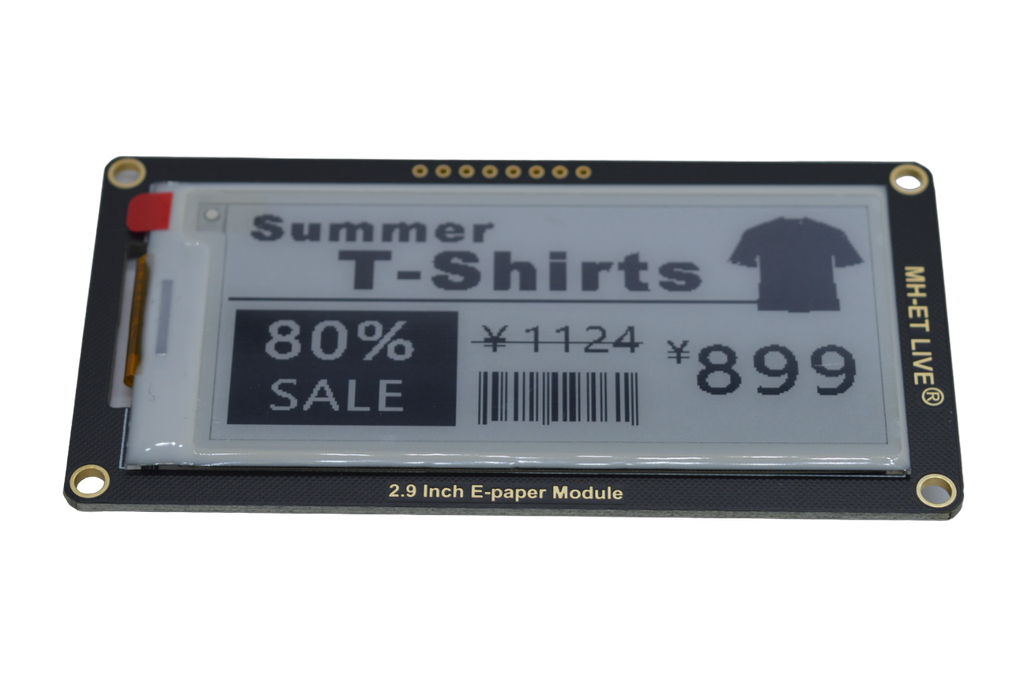 Summer
T-Shirts
80%
SALE
¥ 1124
¥899
MH-ET LIVE®
2.9 Inch E-paper Module